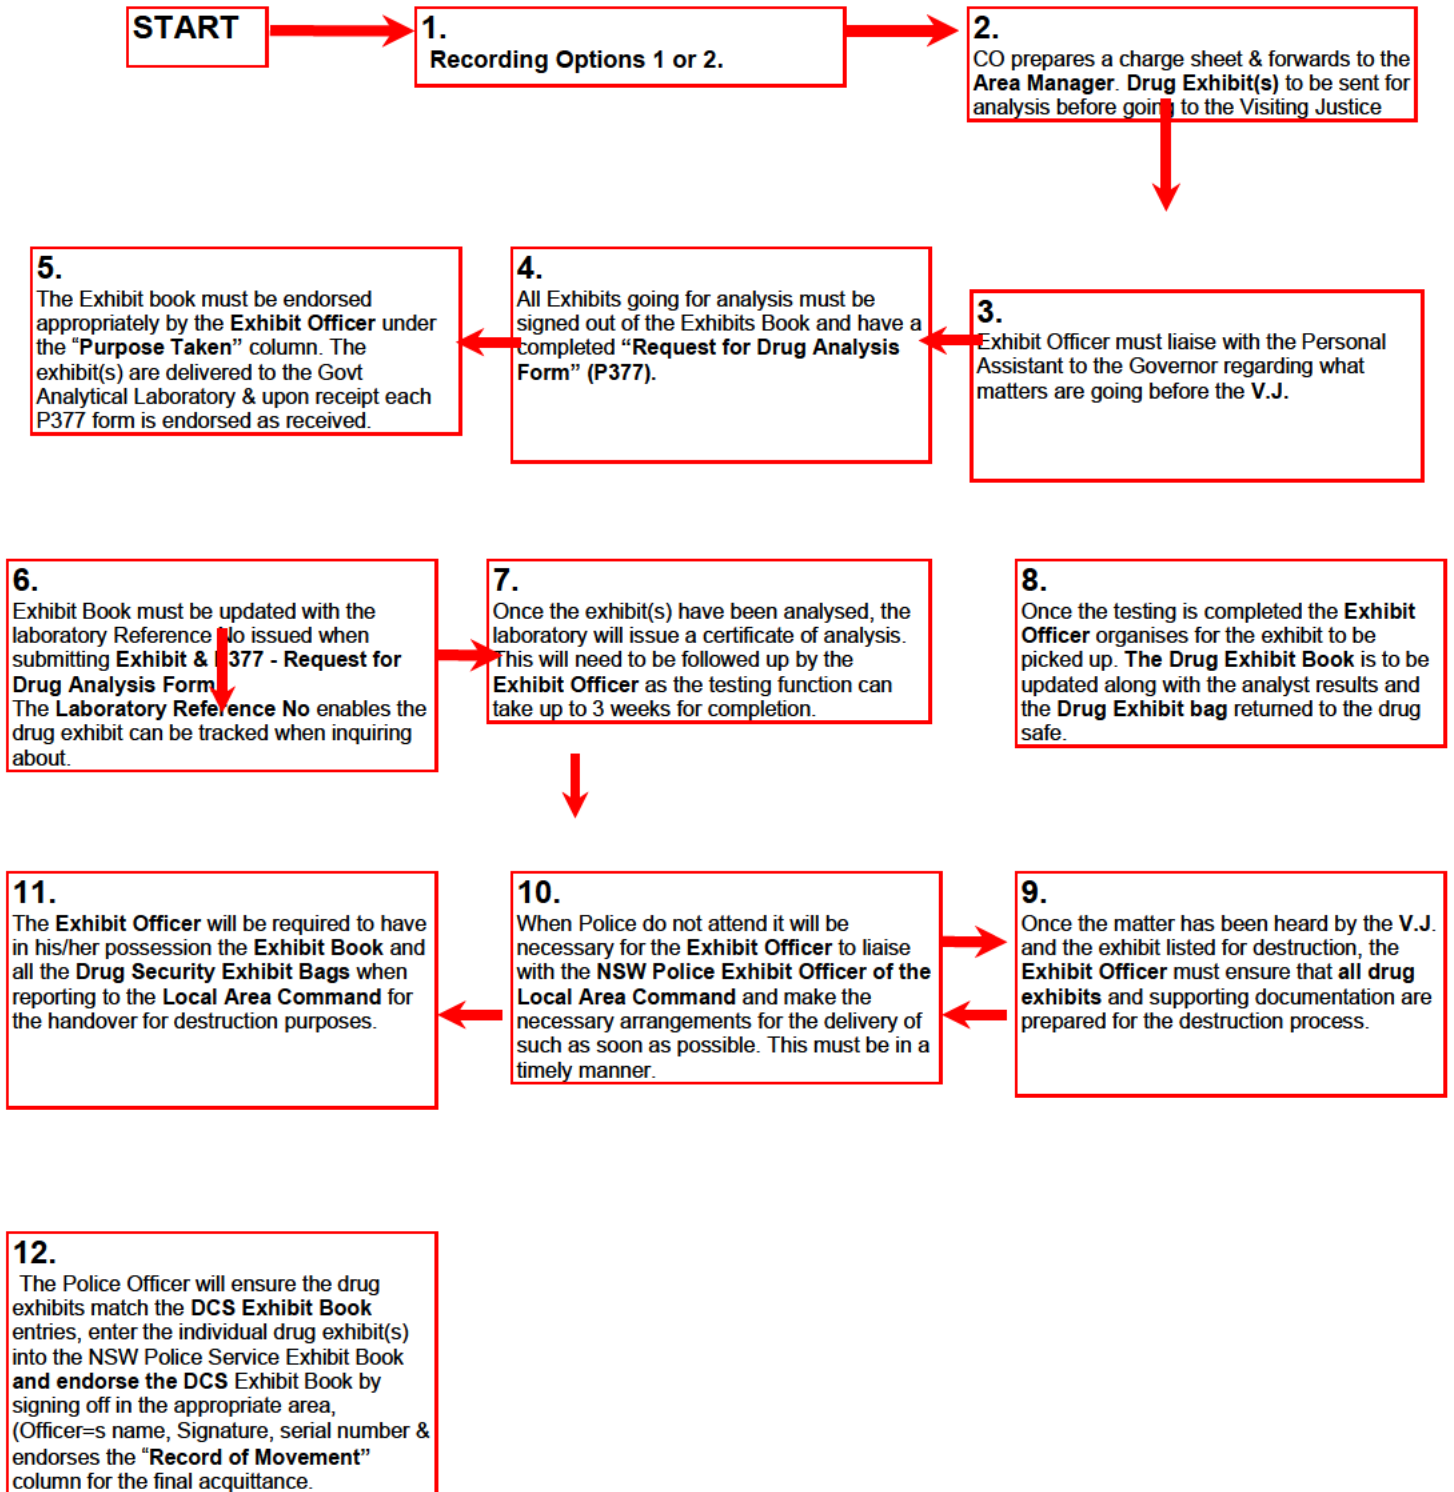 START
1.
Recording Options 1 or 2.
2.
CO prepares a charge sheet & forwards to the
Area Manager. Drug Exhibit(s) to be sent for
analysis before going to the Visiting Justice
3.
Exhibit Officer must liaise with the Personal
Assistant to the Governor regarding what
matters are going before the V.J.
4.
All Exhibits going for analysis must be
signed out of the Exhibits Book and have a
completed “Request for Drug Analysis
Form” (P377).
5.
The Exhibit book must be endorsed
appropriately by the Exhibit Officer under
the “Purpose Taken” column. The
exhibit(s) are delivered to the Govt
Analytical Laboratory & upon receipt each
P377 form is endorsed as received.
6.
Exhibit Book must be updated with the
laboratory Reference No issued when
submitting Exhibit & P377 - Request for
Drug Analysis Form
The Laboratory Reference No enables the
drug exhibit can be tracked when inquiring
about.
7.
Once the exhibit(s) have been analysed, the
laboratory will issue a certificate of analysis.
This will need to be followed up by the
Exhibit Officer as the testing function can
take up to 3 weeks for completion.
8.
Once the testing is completed the Exhibit
Officer organises for the exhibit to be
picked up. The Drug Exhibit Book is to be
updated along with the analyst results and
the Drug Exhibit bag returned to the drug
safe.
9.
Once the matter has been heard by the V.J.
and the exhibit listed for destruction, the
Exhibit Officer must ensure that all drug
exhibits and supporting documentation are
prepared for the destruction process.
10.
When Police do not attend it will be
necessary for the Exhibit Officer to liaise
with the NSW Police Exhibit Officer of the
Local Area Command and make the
necessary arrangements for the delivery of
such as soon as possible. This must be in a
timely manner.
11.
The Exhibit Officer will be required to have
in his/her possession the Exhibit Book and
all the Drug Security Exhibit Bags when
reporting to the Local Area Command for
the handover for destruction purposes.
12.
The Police Officer will ensure the drug
exhibits match the DCS Exhibit Book
entries, enter the individual drug exhibit(s)
into the NSW Police Service Exhibit Book
and endorse the DCS Exhibit Book by
signing off in the appropriate area,
(Officer=s name, Signature, serial number &
endorses the “Record of Movement”
column for the final acquittance.